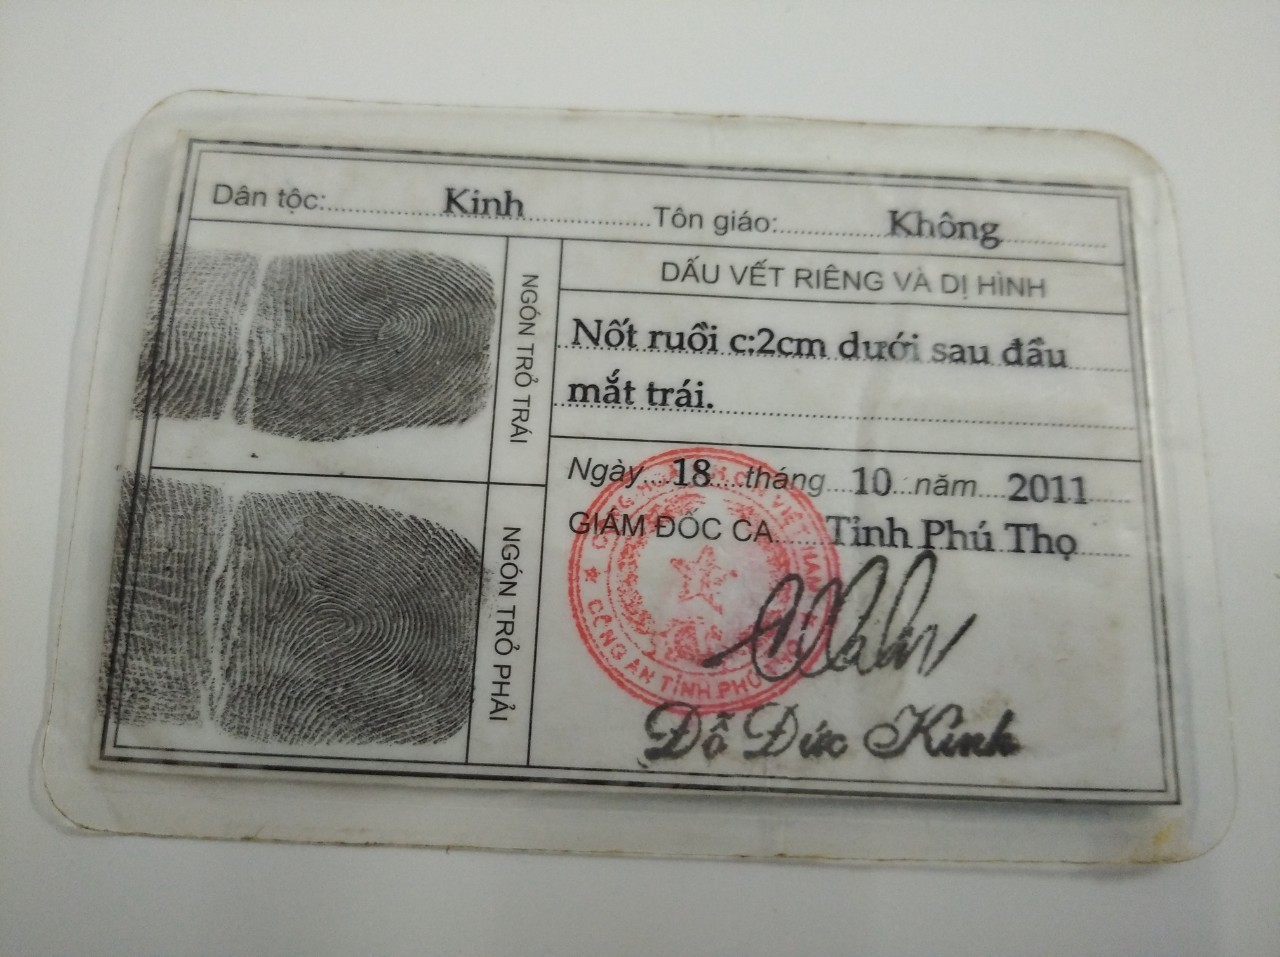 Dân tộc: Kinh Tôn giáo: Không
NGÓN TRỎ TRÁI
DẤU VẾT RIÊNG VÀ DỊ HÌNH
Nốt ruồi c:2cm dưới sau đầu
mắt trái.
NGÓN TRỎ PHẢI
Ngày 18 tháng 10 năm 2011
GIÁM ĐỐC CA Tỉnh Phú Thọ
CÔNG AN TỈNH PHÚ
Đỗ Đức Kinh